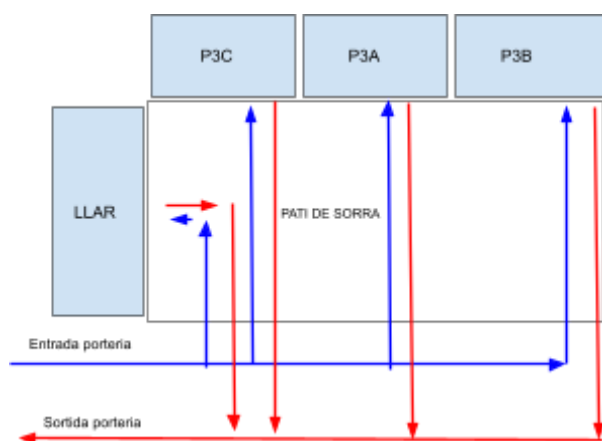 P3C
P3A
P3B
LLAR
PATI DE SORRA
Entrada porteria
Sortida porteria